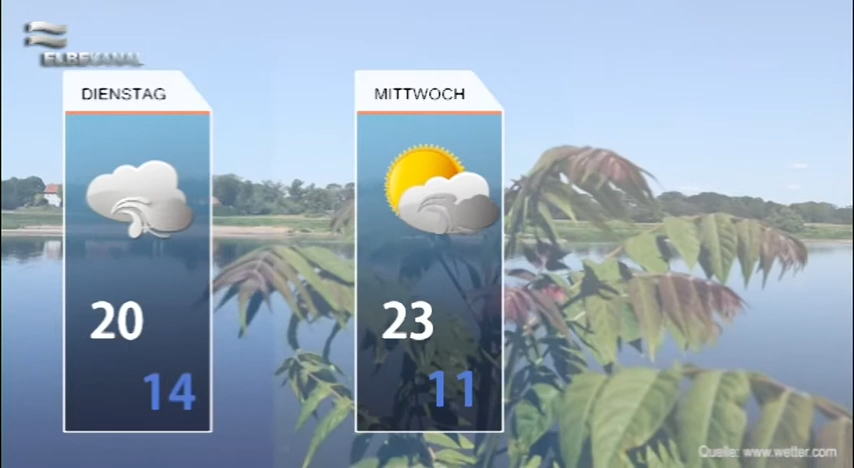 ELBEKANAL
DIENSTAG
MITTWOCH
20
23
14
11
Quelle: www.wetter.com